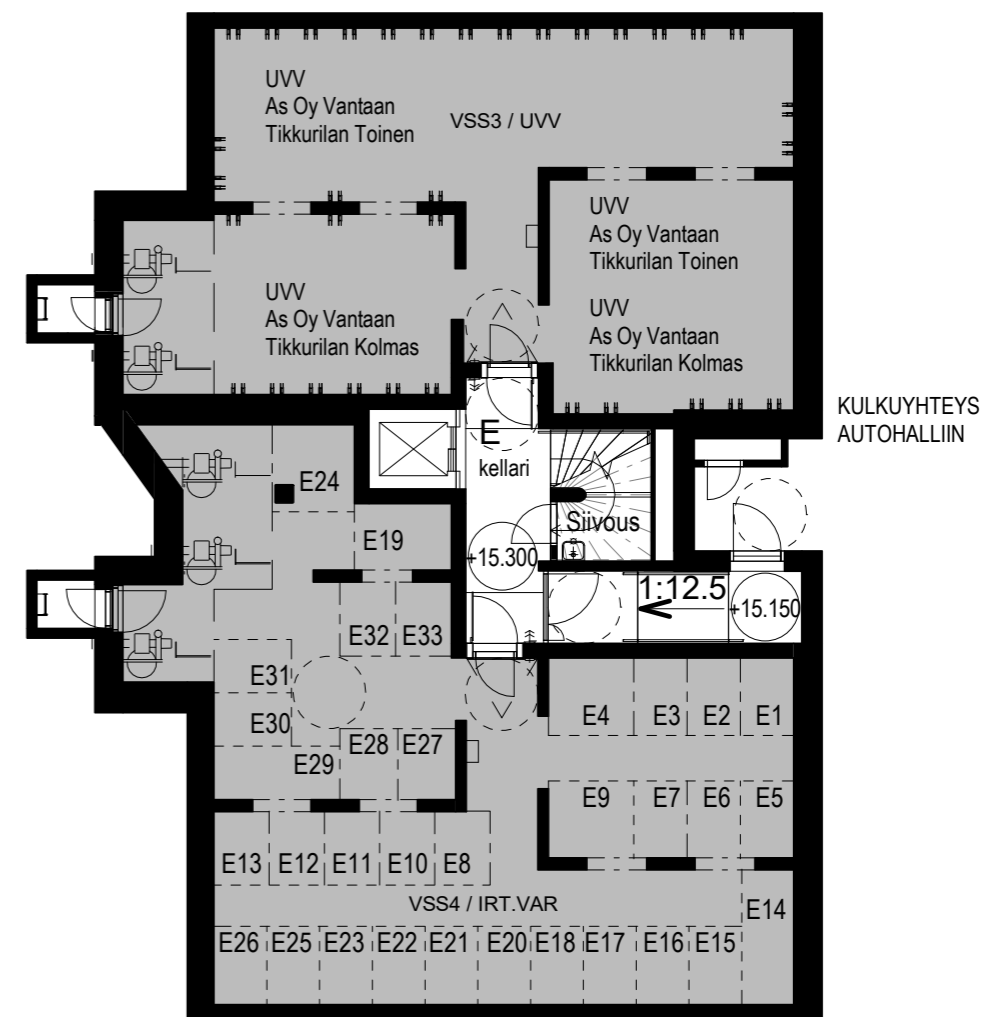 UVV
As Oy Vantaan
Tikkurilan Toinen
VSS3 / UVV
UVV
As Oy Vantaan
Tikkurilan Toinen
UVV
As Oy Vantaan
Tikkurilan Kolmas
UVV
As Oy Vantaan
Tikkurilan Kolmas
KULKUYHTEYS
AUTOHALLIIN
E
kellari
E24
Siivous
E19
+15.300
1:12.5
+15.150
E32 E33
E31
E30
E4 E3 E2 E1
E28 E27
E29
E9 E7 E6 E5
E13 E12 E11 E10 E8
VSS4 / IRT.VAR
E14
E26 E25 E23 E22 E21 E20 E18 E17 E16 E15